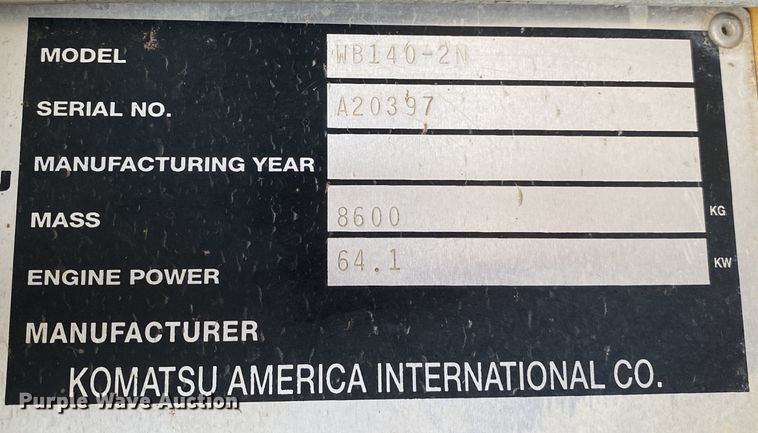 MODEL WB140-2N
SERIAL NO. A20397
MANUFACTURING YEAR
MASS 8600 KG
ENGINE POWER 64.1 KW
MANUFACTURER
KOMATSU AMERICA INTERNATIONAL CO.
Purple Wave Auction